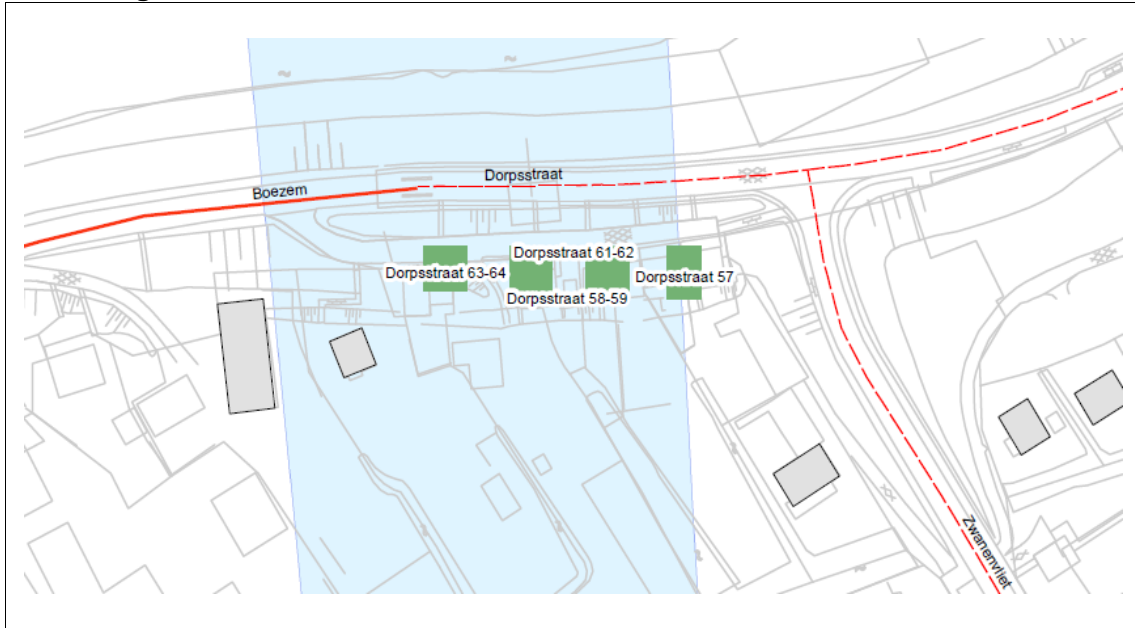 Dorpsstraat
Boezem
Dorpsstraat 61-62
Dorpsstraat 63-64
Dorpsstraat 57
Dorpsstraat 58-59
Zwanenvliet